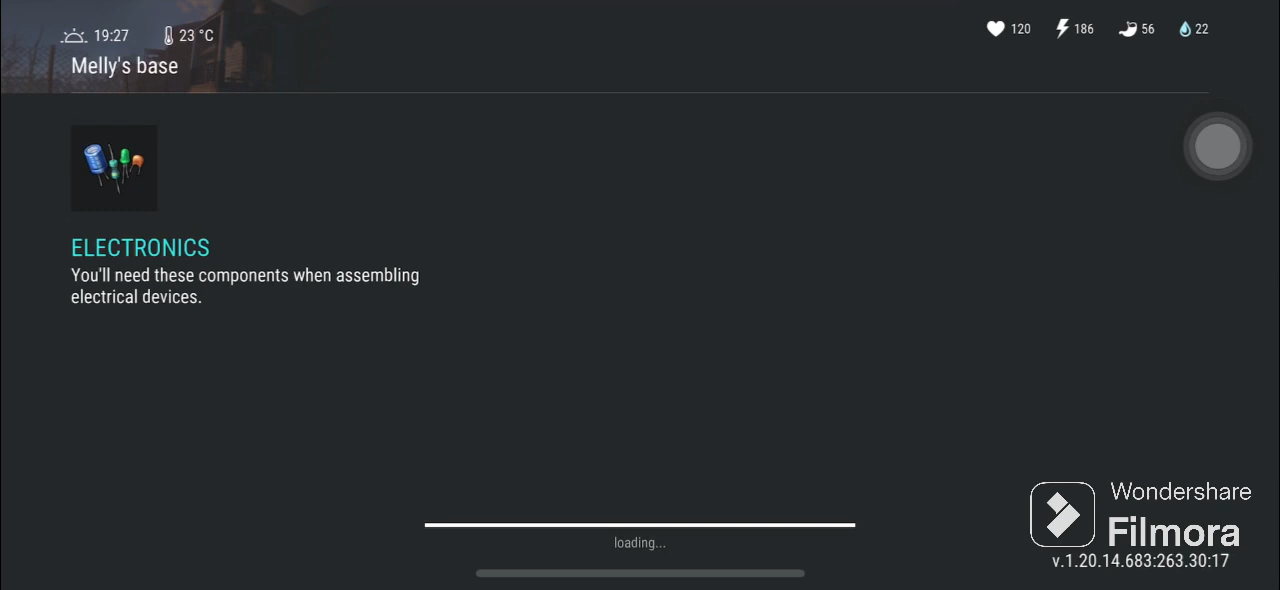 19:27 23 °C
120 186 56 22
Melly's base
ELECTRONICS
You'll need these components when assembling
electrical devices.
loading...
Wondershare
Filmora
v.1.20.14.683:263.30:17